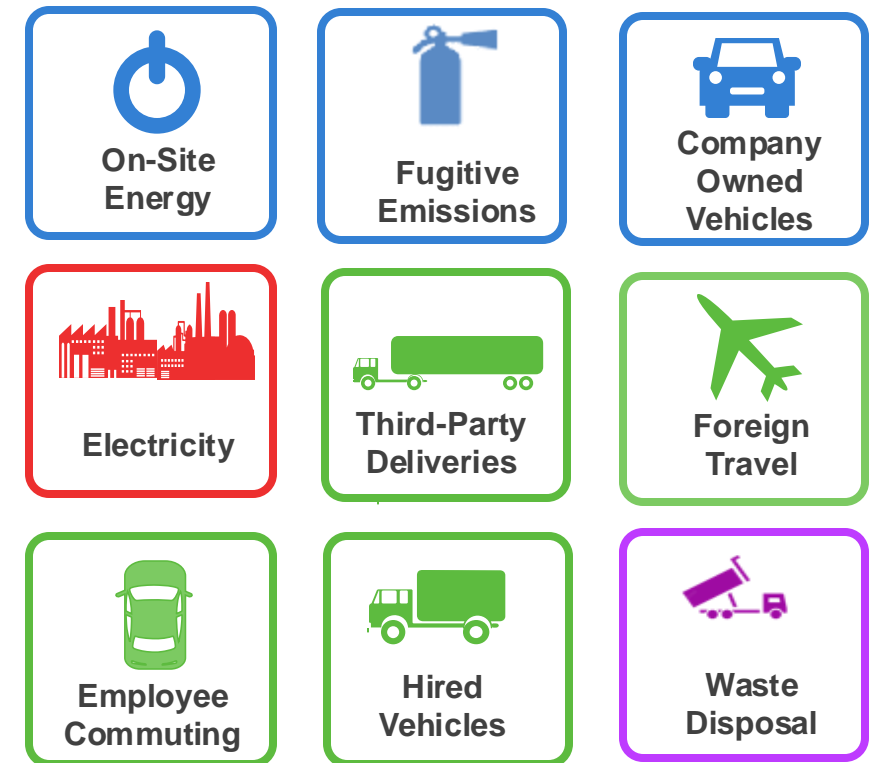 On-Site
Energy
Fugitive
Emissions
Company
Owned
Vehicles
Electricity
Third-Party
Deliveries
Foreign
Travel
Employee
Commuting
Hired
Vehicles
Waste
Disposal